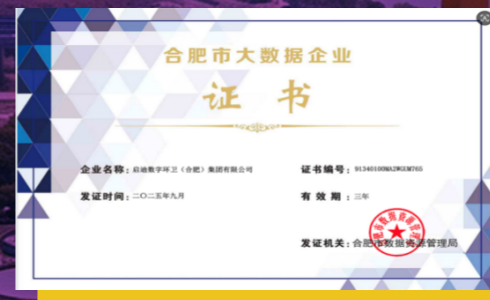 合肥市大数据企业
证 书
企业名称：启迪数字环卫（合肥）集团有限公司
证书编号：
发证时间：二〇二五年九月
有 效 期 ：三年
发证机关：合肥市数据资源管理局